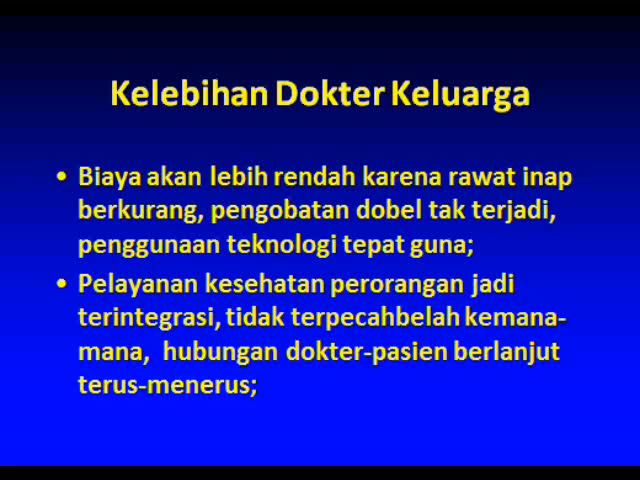 Kelebihan Dokter Keluarga
• Biaya akan lebih rendah karena rawat inap
berkurang, pengobatan dobel tak terjadi,
penggunaan teknologi tepat guna;
• Pelayanan kesehatan perorangan jadi
terintegrasi, tidak terpecahbelah kemana-
mana, hubungan dokter-pasien berlanjut
terus-menerus;